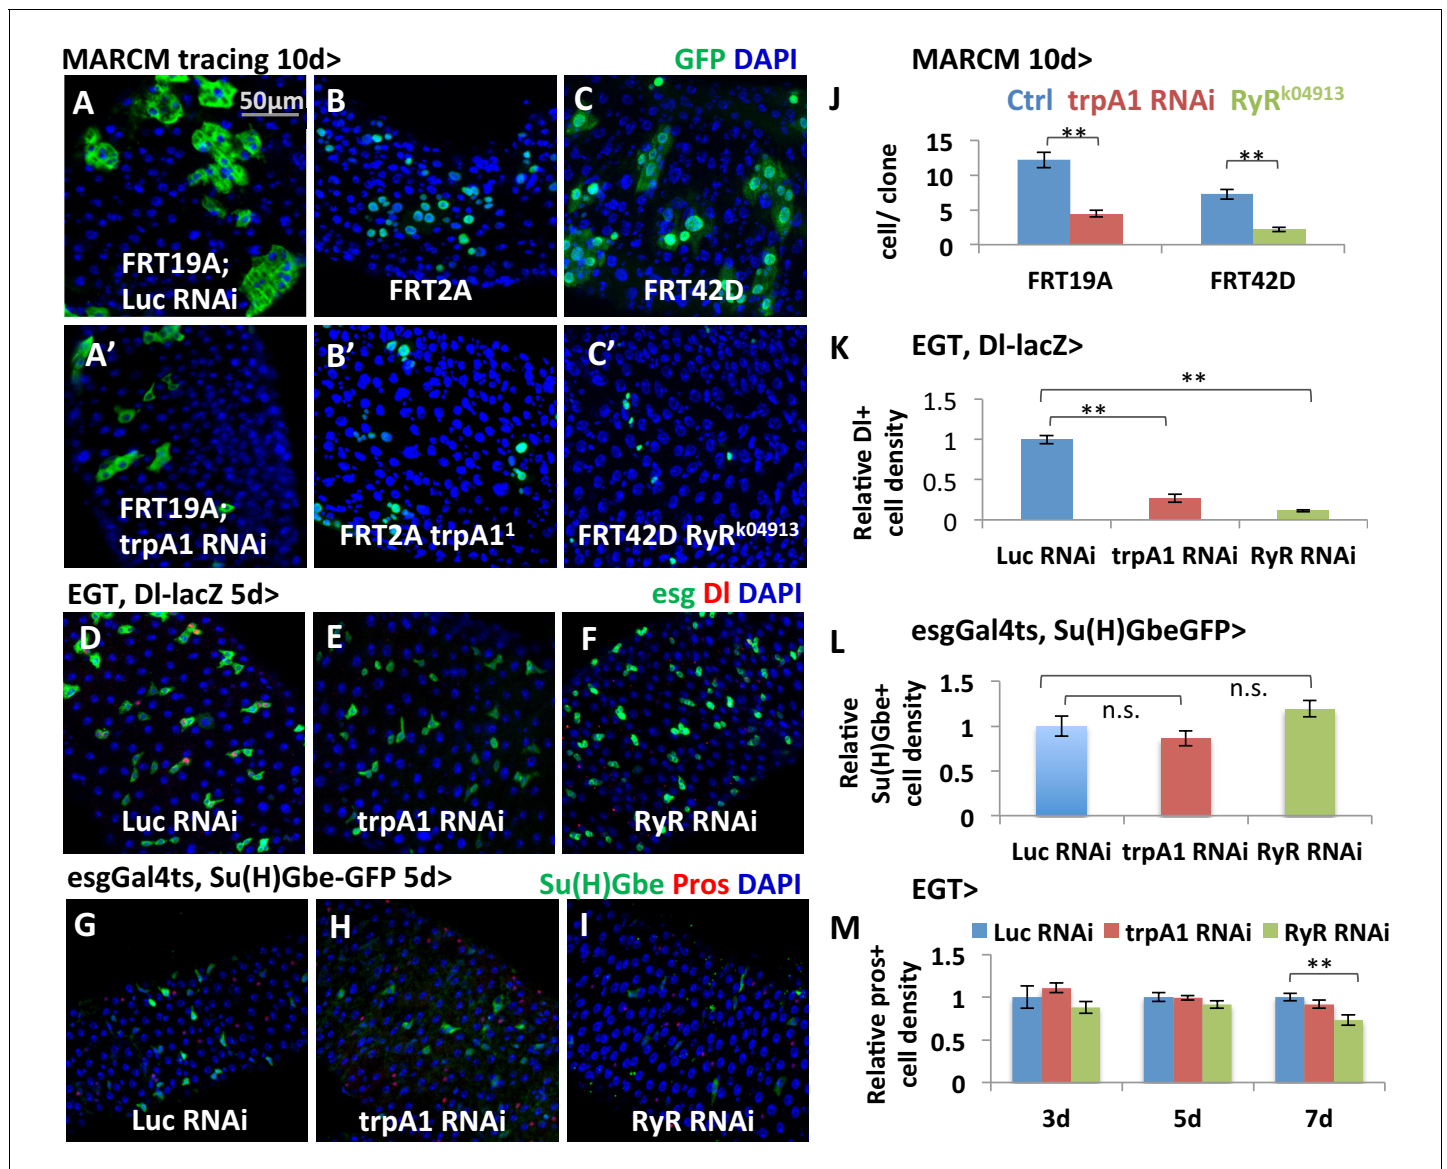 MARCM tracing 10d> GFP DAPI
A 50μm
FRT19A;
Luc RNAi
B
FRT2A
C
FRT42D
A'
FRT19A;
trpA1 RNAi
B'
FRT2A trpA1¹
C'
FRT42D RyRᵏ⁰⁴⁹¹³
EGT, Dl-lacZ 5d> esg Dl DAPI
D
Luc RNAi
E
trpA1 RNAi
F
RyR RNAi
esgGal4ts, Su(H)Gbe-GFP 5d> Su(H)Gbe Pros DAPI
G
Luc RNAi
H
trpA1 RNAi
I
RyR RNAi
MARCM 10d>
J Ctrl trpA1 RNAi RyRᵏ⁰⁴⁹¹³
cell/ clone
15
10
5
0
**
**
FRT19A FRT42D
K EGT, Dl-lacZ>
Relative Dl+
cell density
1.5
1
0.5
0
**
**
Luc RNAi trpA1 RNAi RyR RNAi
L esgGal4ts, Su(H)GbeGFP>
Relative
Su(H)Gbe+
cell density
1.5
1
0.5
0
n.s.
n.s.
Luc RNAi trpA1 RNAi RyR RNAi
EGT>
M Luc RNAi trpA1 RNAi RyR RNAi
Relative pros+
cell density
1.5
1
0.5
0
**
3d 5d 7d